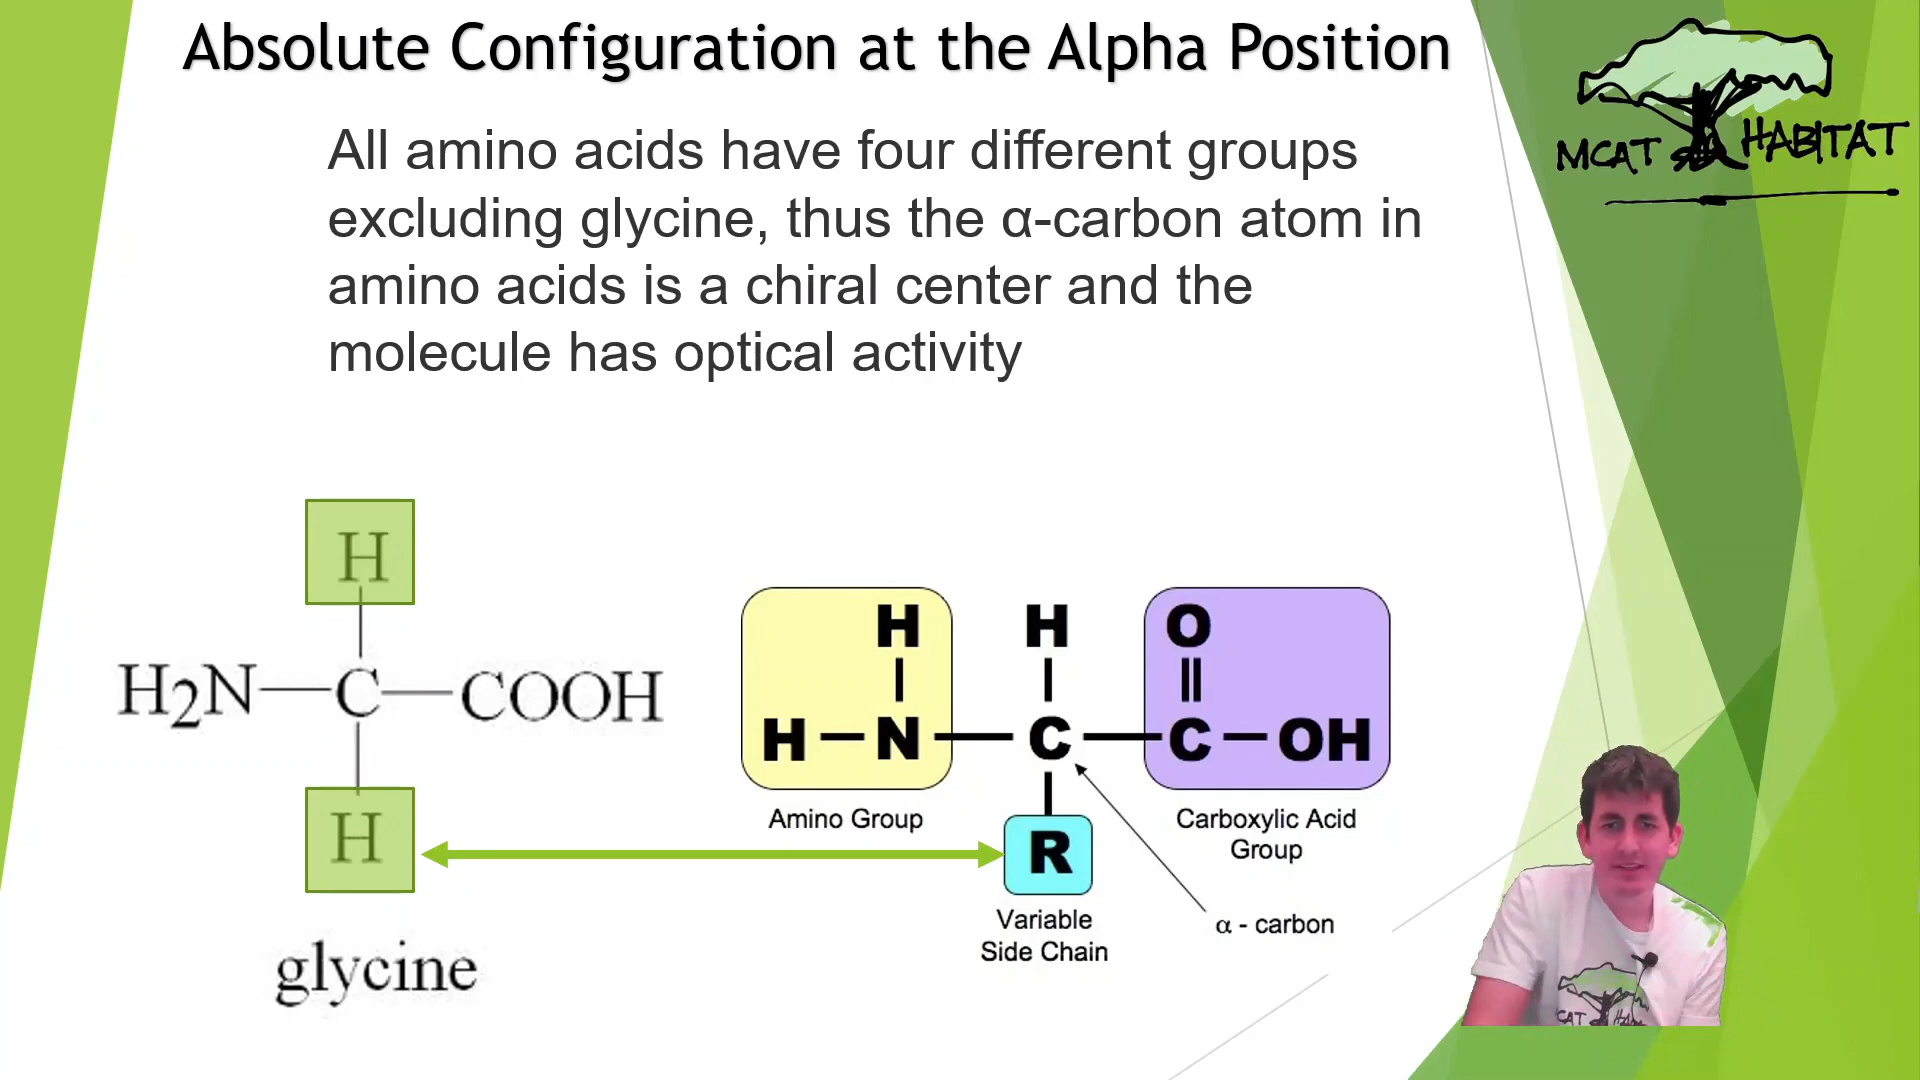 Absolute Configuration at the Alpha Position
MCAT HABITAT
All amino acids have four different groups
excluding glycine, thus the α-carbon atom in
amino acids is a chiral center and the
molecule has optical activity
H
H2N—C—COOH
H
glycine
H H O
H—N—C—C—OH
Amino Group
R
Carboxylic Acid
Group
Variable
Side Chain
α - carbon